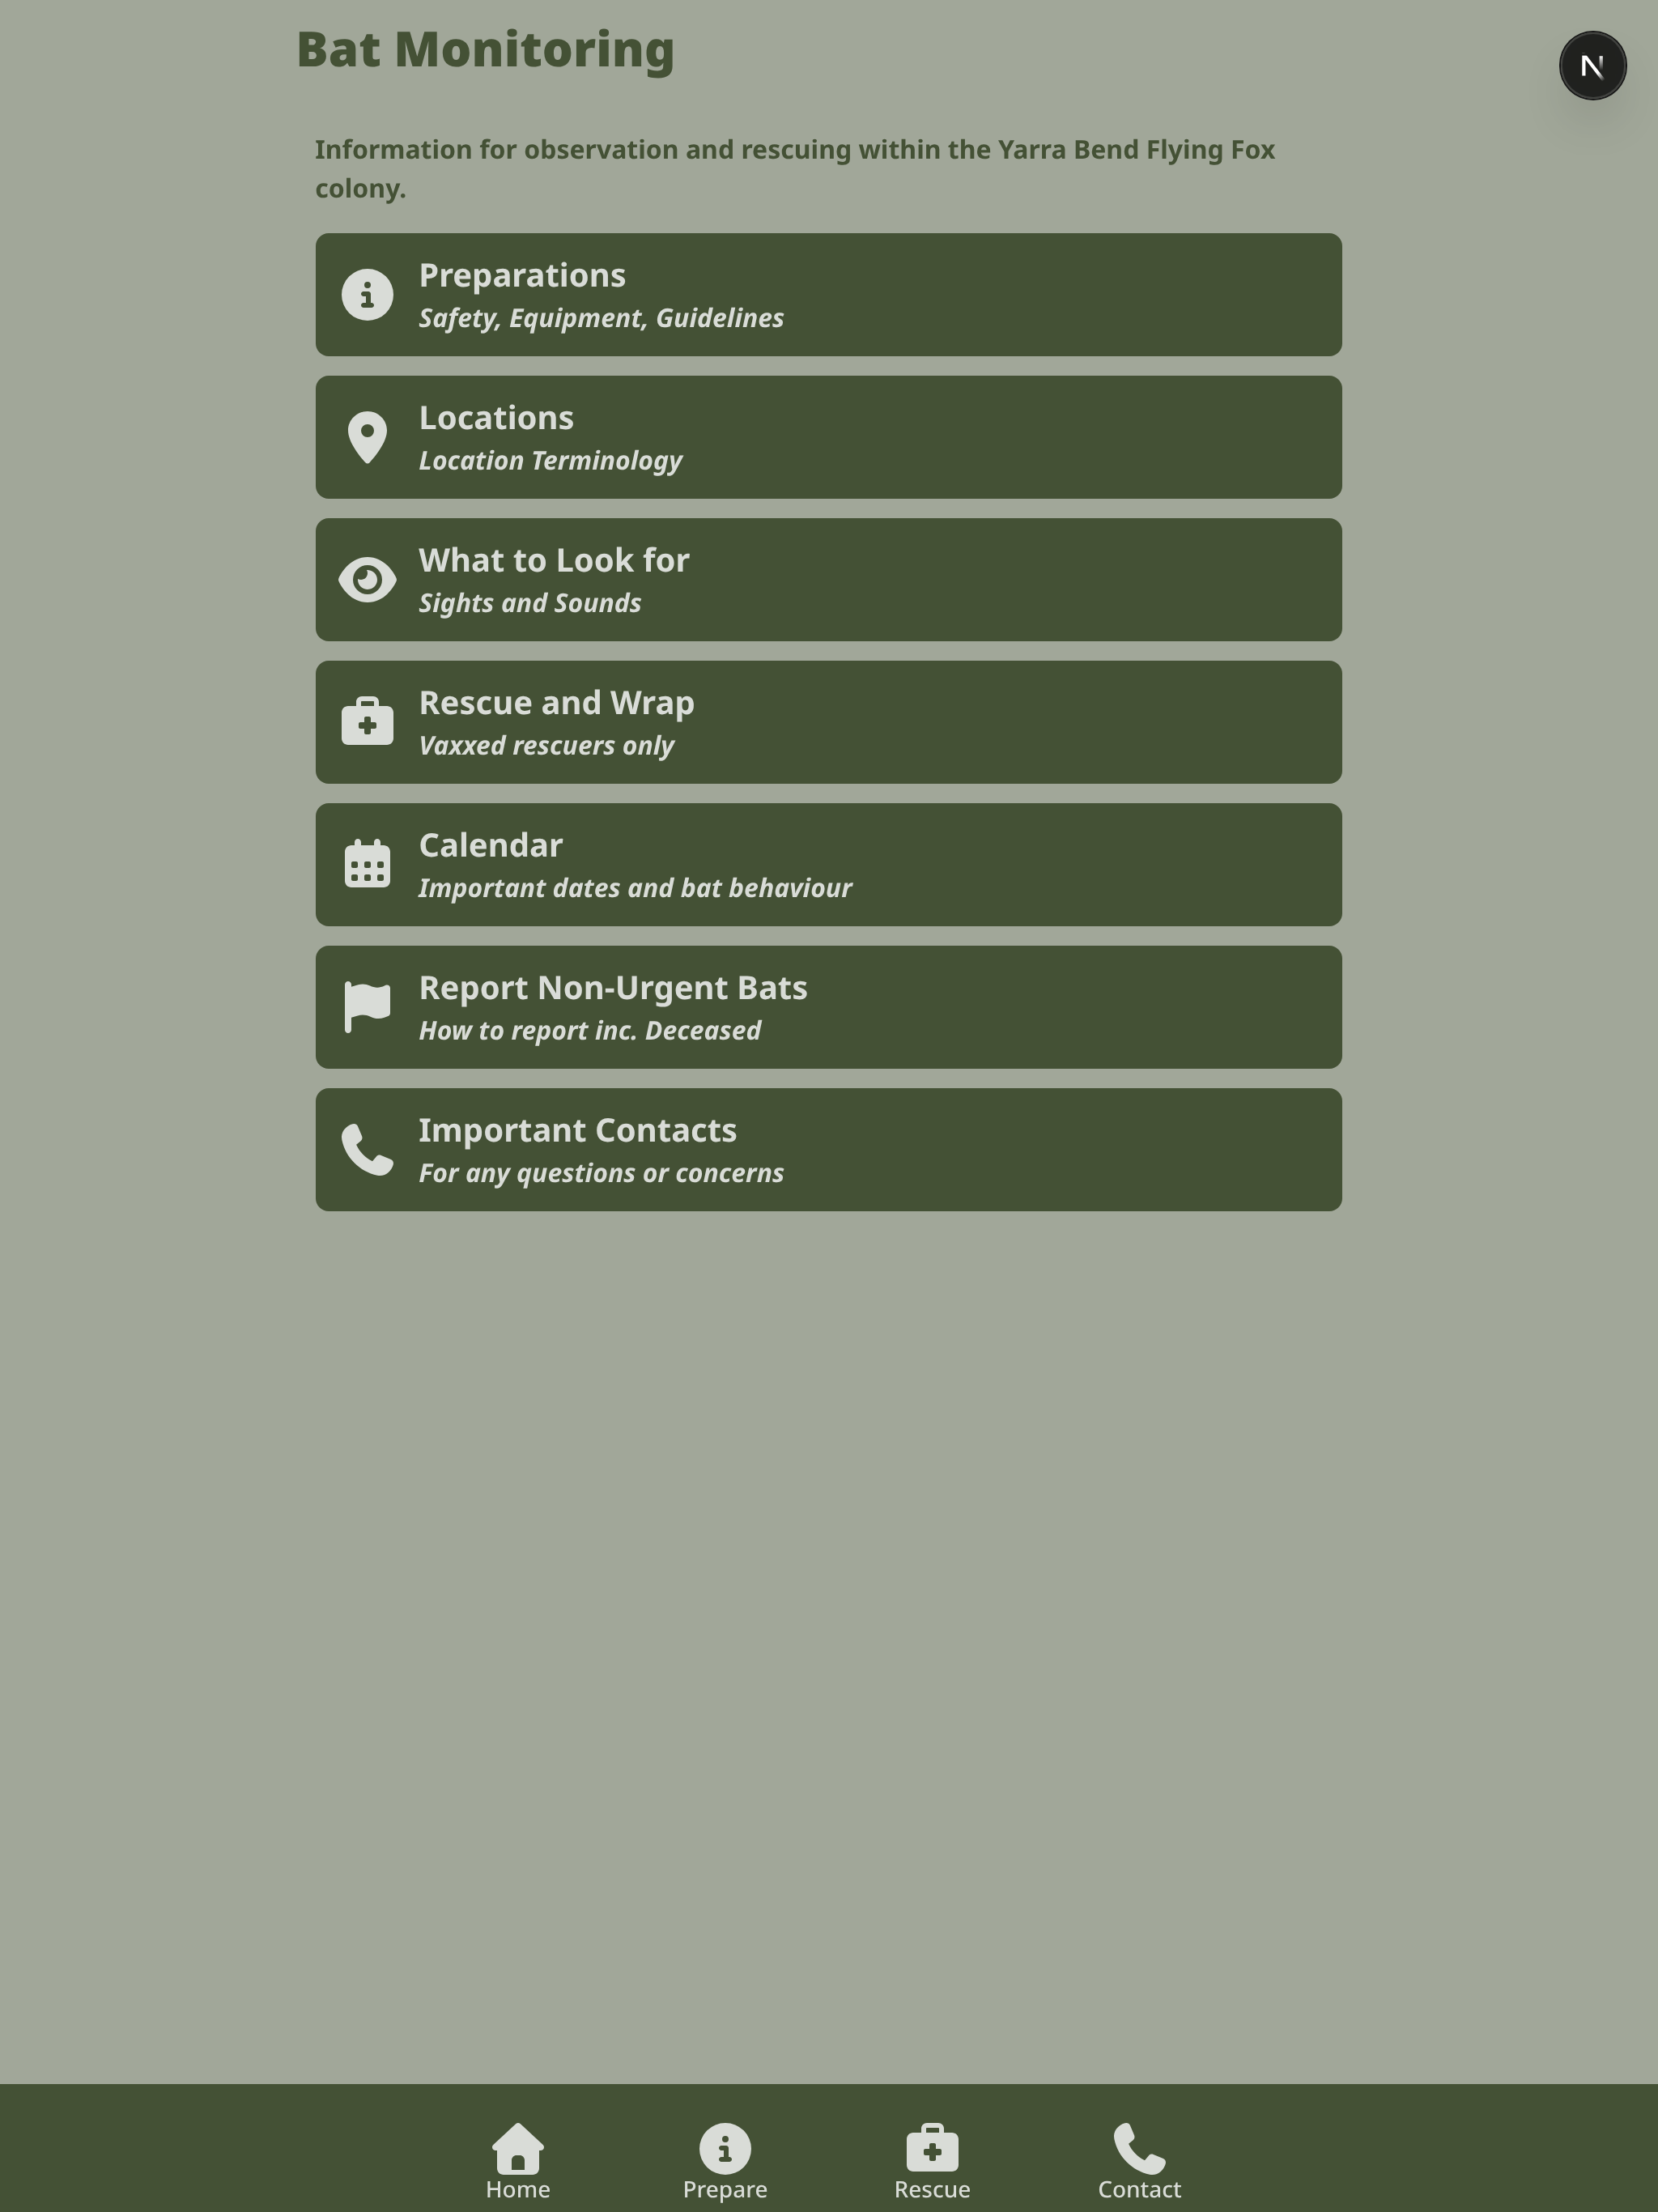 Bat Monitoring
N
Information for observation and rescuing within the Yarra Bend Flying Fox
colony.
Preparations
Safety, Equipment, Guidelines
Locations
Location Terminology
What to Look for
Sights and Sounds
Rescue and Wrap
Vaxxed rescuers only
Calendar
Important dates and bat behaviour
Report Non-Urgent Bats
How to report inc. Deceased
Important Contacts
For any questions or concerns
Home
Prepare
Rescue
Contact